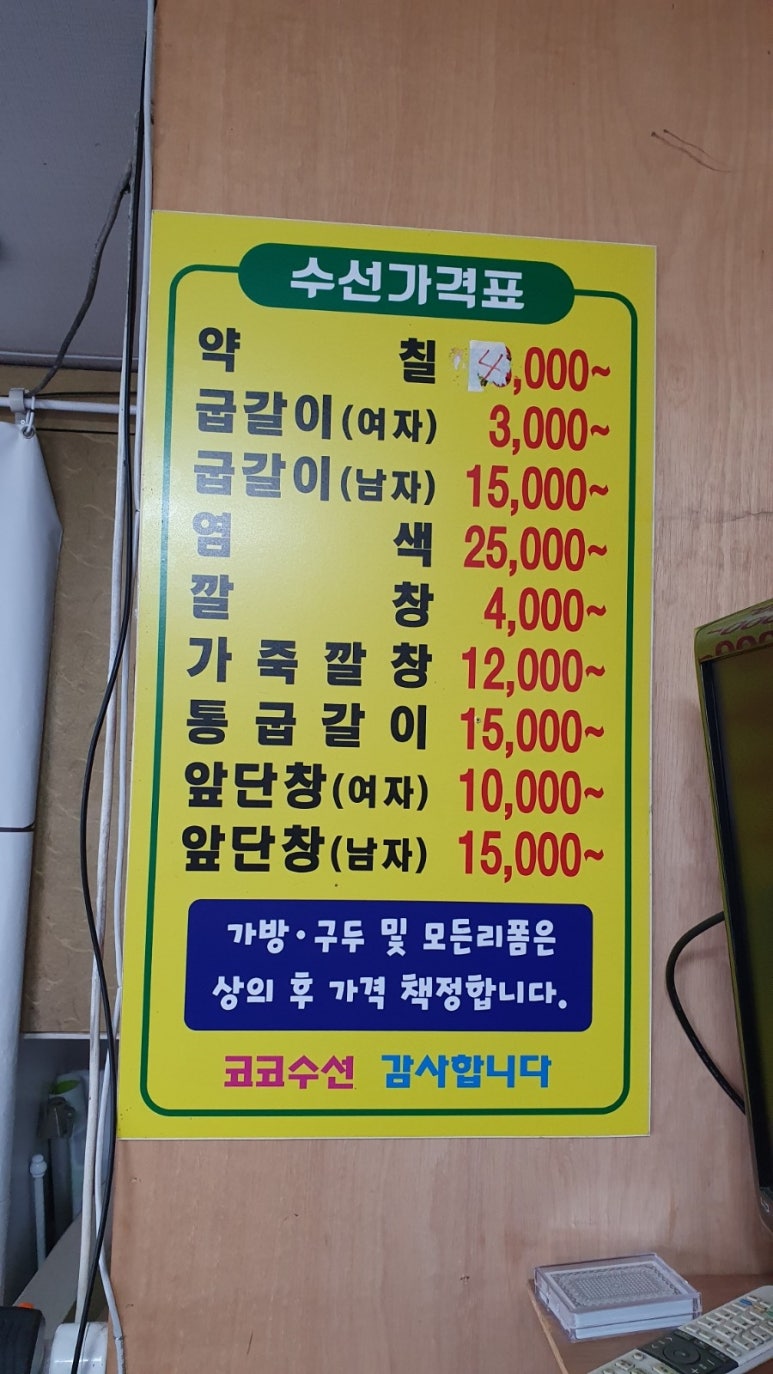 수선가격표
약 칠 4,000~
굽갈이(여자) 3,000~
굽갈이(남자) 15,000~
염 색 25,000~
깔 창 4,000~
가 죽 깔 창 12,000~
통 굽 갈 이 15,000~
앞단창(여자) 10,000~
앞단창(남자) 15,000~
가방·구두 및 모든리폼은
상의 후 가격 책정합니다.
코코수선 감사합니다